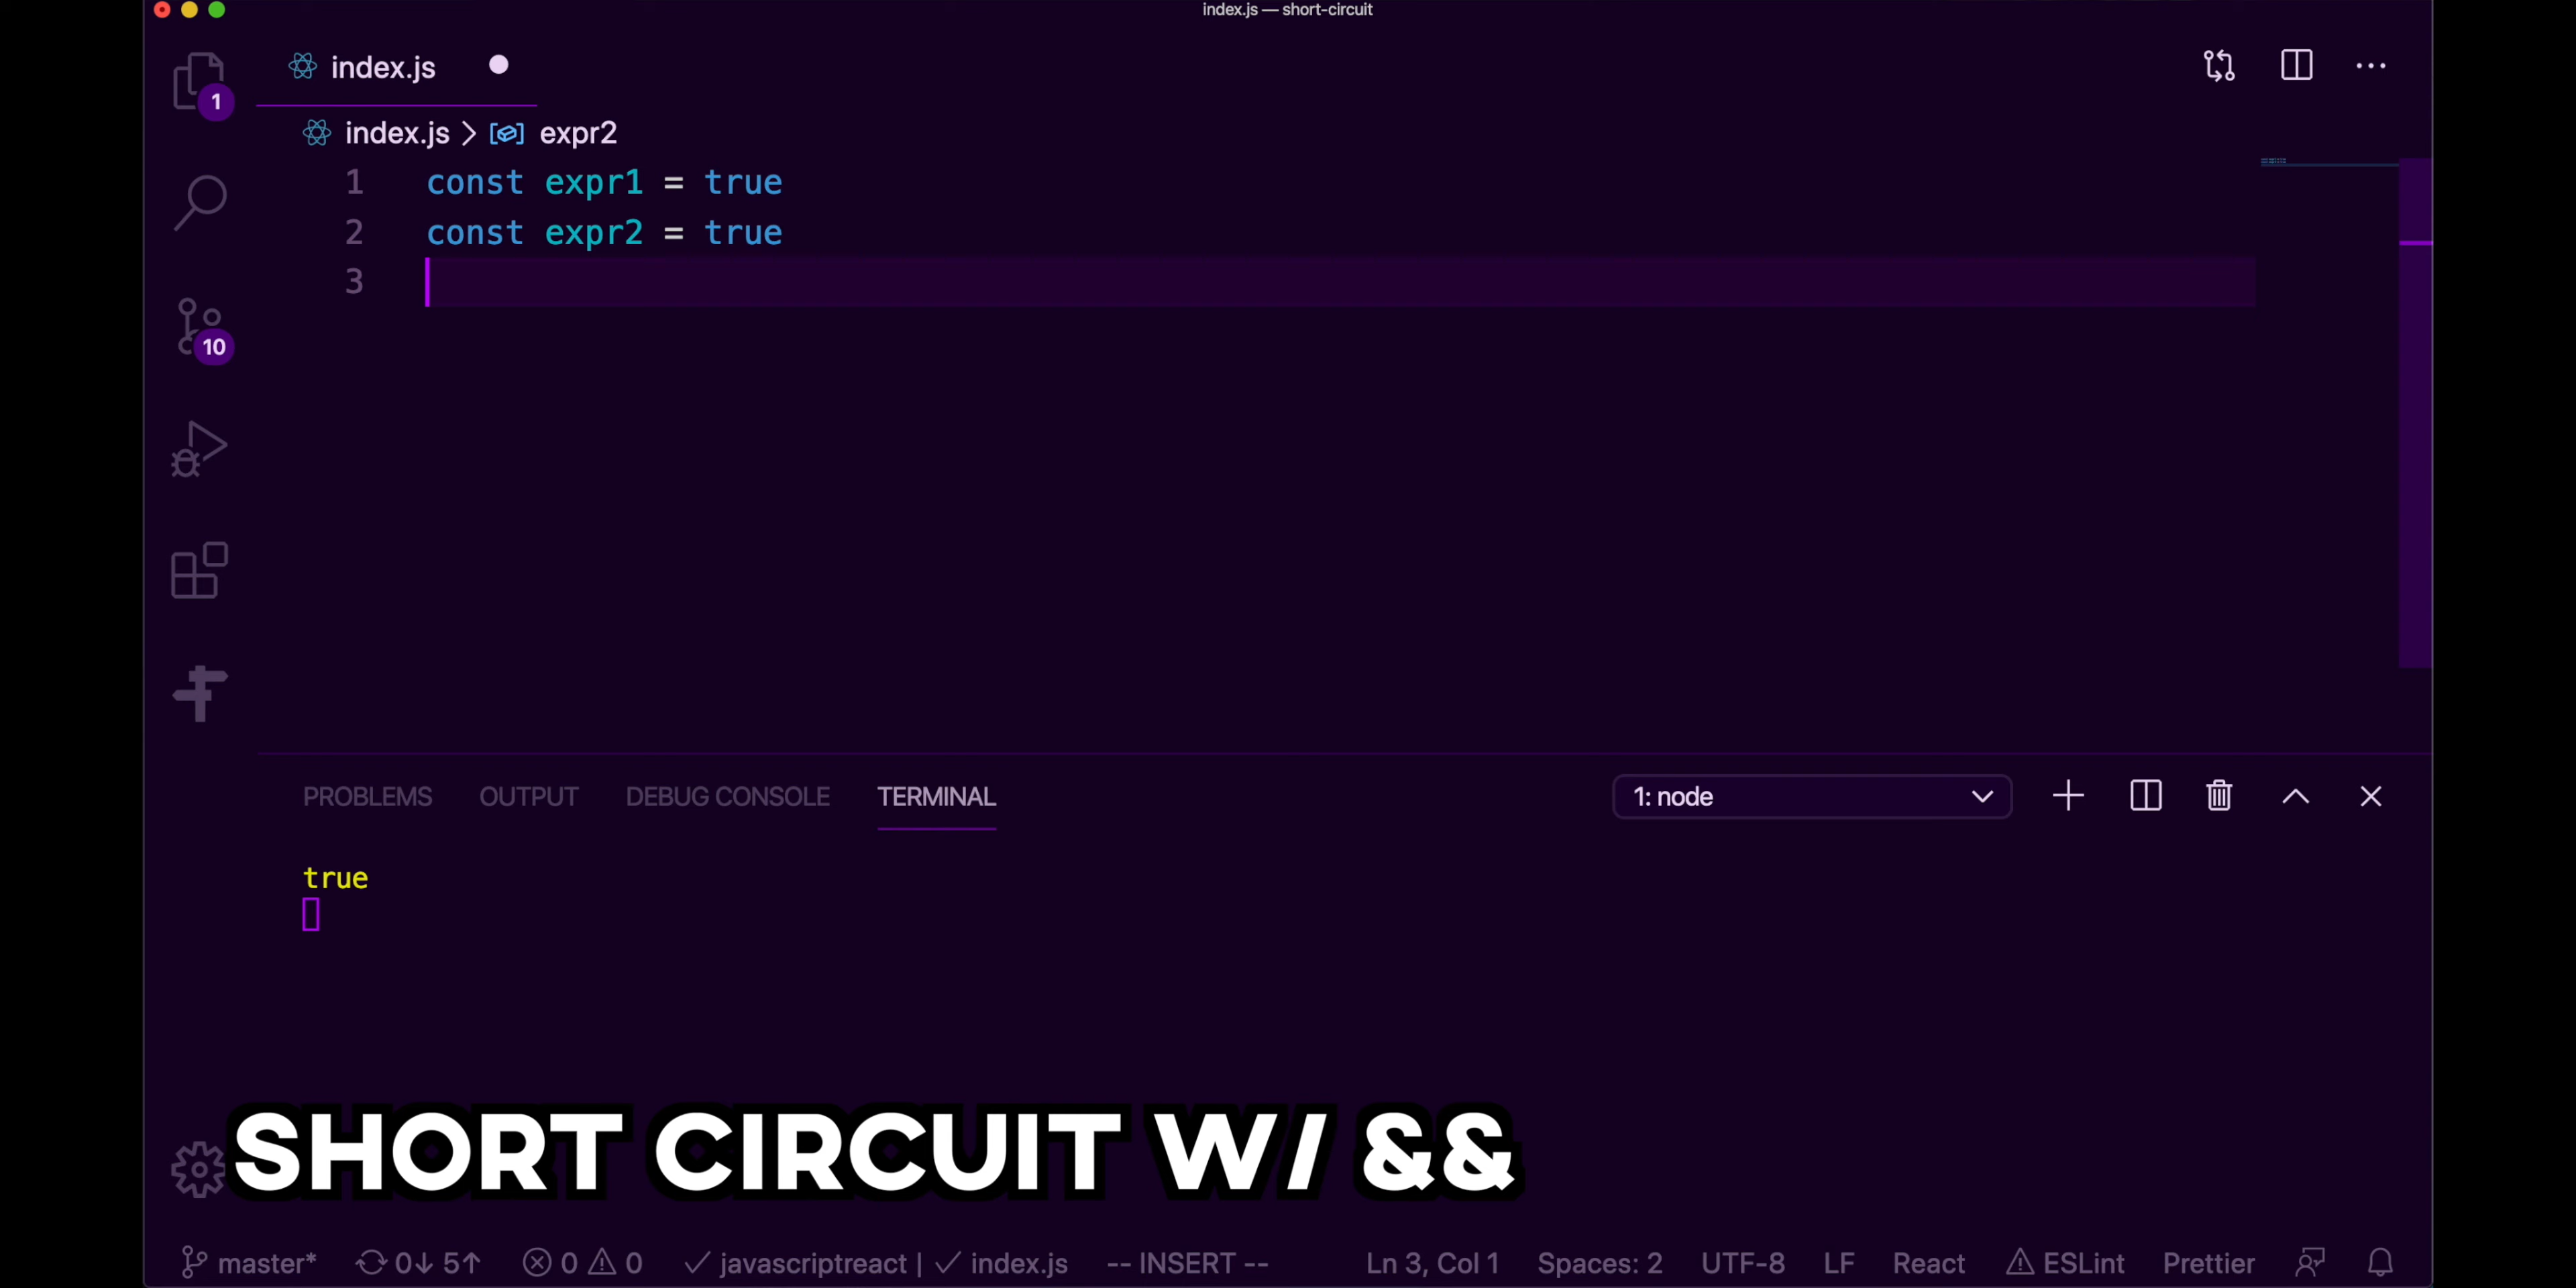 index.js — short-circuit
index.js
1
index.js > expr2
1 const expr1 = true
2 const expr2 = true
3
10
PROBLEMS OUTPUT DEBUG CONSOLE TERMINAL 1: node
true
SHORT CIRCUIT W/ &&
master* 0↓ 5↑ 0 0 ✓ javascriptreact | ✓ index.js -- INSERT -- Ln 3, Col 1 Spaces: 2 UTF-8 LF React ESLint Prettier